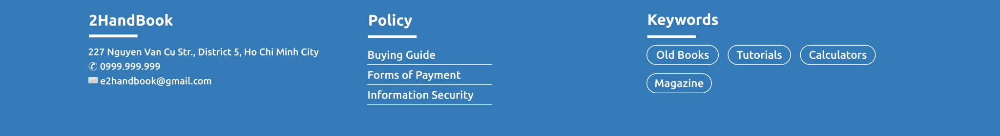 2HandBook
227 Nguyen Van Cu Str., District 5, Ho Chi Minh City
✆ 0999.999.999
✉ e2handbook@gmail.com
Policy
Buying Guide
Forms of Payment
Information Security
Keywords
Old Books
Tutorials
Calculators
Magazine